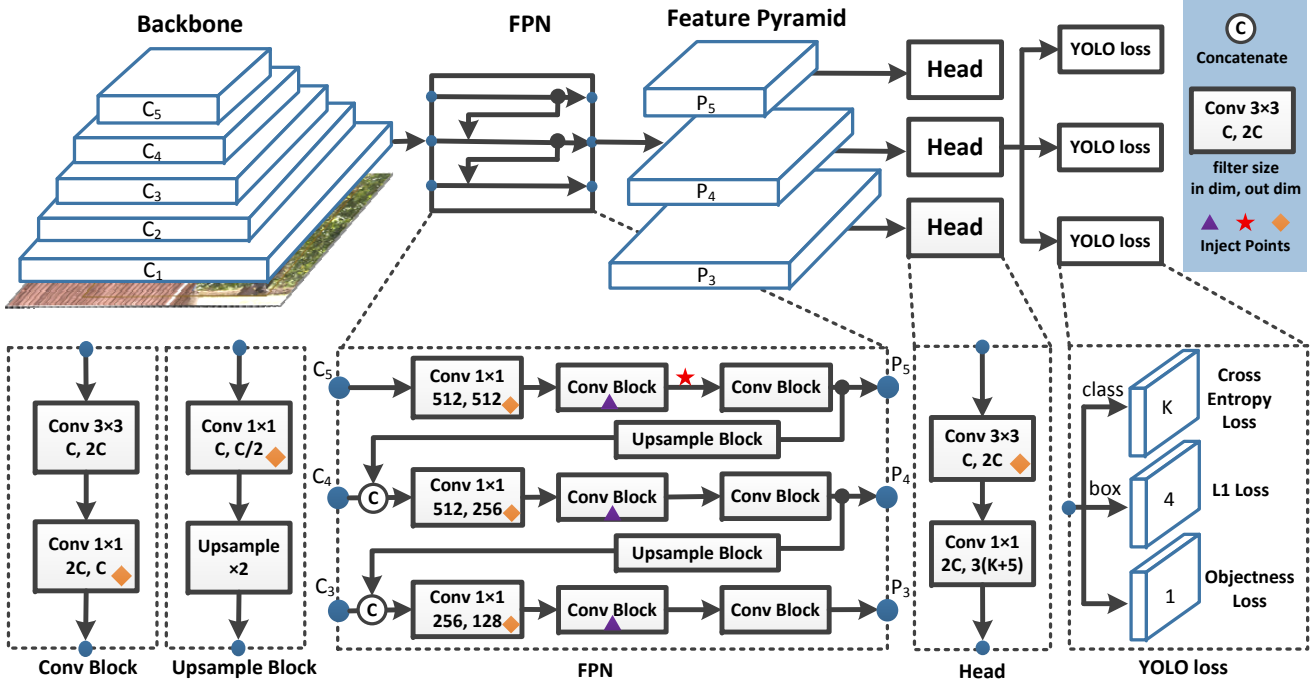 Backbone
FPN
Feature Pyramid
C5
C4
C3
C2
C1
P5
P4
P3
Head
Head
Head
YOLO loss
YOLO loss
YOLO loss
C
Concatenate
Conv 3×3
C, 2C
filter size
in dim, out dim
Inject Points
Conv 3×3
C, 2C
Conv 1×1
2C, C
Conv Block
Conv 1×1
C, C/2
Upsample
×2
Upsample Block
C5
Conv 1×1
512, 512
Conv Block
Conv Block
P5
Upsample Block
C4
C
Conv 1×1
512, 256
Conv Block
Conv Block
P4
Upsample Block
C3
C
Conv 1×1
256, 128
Conv Block
Conv Block
P3
FPN
Conv 3×3
C, 2C
Conv 1×1
2C, 3(K+5)
Head
class
K
Cross
Entropy
Loss
box
4
L1 Loss
1
Objectness
Loss
YOLO loss